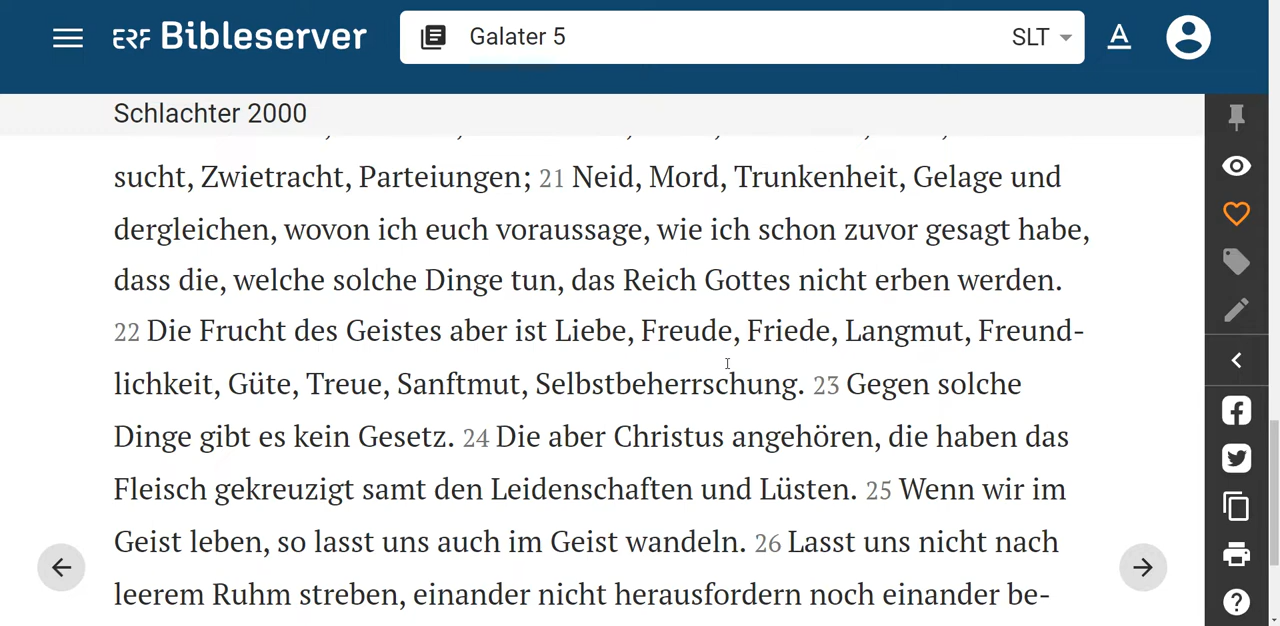 ERF Bibleserver
Galater 5
SLT
A
Schlachter 2000
sucht, Zwietracht, Parteiungen; 21 Neid, Mord, Trunkenheit, Gelage und
dergleichen, wovon ich euch voraussage, wie ich schon zuvor gesagt habe,
dass die, welche solche Dinge tun, das Reich Gottes nicht erben werden.
22 Die Frucht des Geistes aber ist Liebe, Freude, Friede, Langmut, Freund-
lichkeit, Güte, Treue, Sanftmut, Selbstbeherrschung. 23 Gegen solche
Dinge gibt es kein Gesetz. 24 Die aber Christus angehören, die haben das
Fleisch gekreuzigt samt den Leidenschaften und Lüsten. 25 Wenn wir im
Geist leben, so lasst uns auch im Geist wandeln. 26 Lasst uns nicht nach
leerem Ruhm streben, einander nicht herausfordern noch einander be-